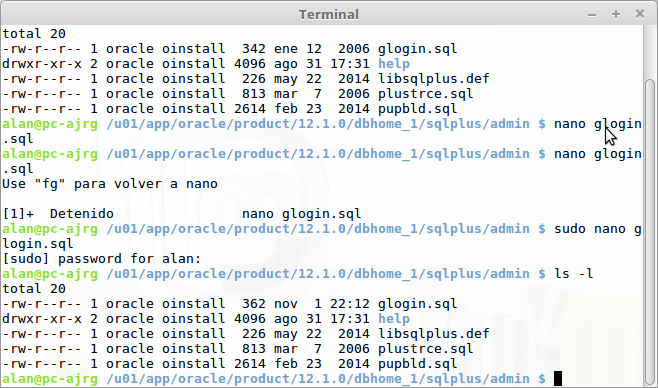 Terminal
total 20
-rw-r--r-- 1 oracle oinstall  342 ene 12  2006 glogin.sql
drwxr-xr-x 2 oracle oinstall 4096 ago 31 17:31 help
-rw-r--r-- 1 oracle oinstall  226 may 22  2014 libsqlplus.def
-rw-r--r-- 1 oracle oinstall  813 mar  7  2006 plustrce.sql
-rw-r--r-- 1 oracle oinstall 2614 feb 23  2014 pupbld.sql
alan@pc-ajrg /u01/app/oracle/product/12.1.0/dbhome_1/sqlplus/admin $ nano glogin
.sql
alan@pc-ajrg /u01/app/oracle/product/12.1.0/dbhome_1/sqlplus/admin $ nano glogin
.sql
Use "fg" para volver a nano

[1]+  Detenido                nano glogin.sql
alan@pc-ajrg /u01/app/oracle/product/12.1.0/dbhome_1/sqlplus/admin $ sudo nano g
login.sql
[sudo] password for alan:
alan@pc-ajrg /u01/app/oracle/product/12.1.0/dbhome_1/sqlplus/admin $ ls -l
total 20
-rw-r--r-- 1 oracle oinstall  362 nov  1 22:12 glogin.sql
drwxr-xr-x 2 oracle oinstall 4096 ago 31 17:31 help
-rw-r--r-- 1 oracle oinstall  226 may 22  2014 libsqlplus.def
-rw-r--r-- 1 oracle oinstall  813 mar  7  2006 plustrce.sql
-rw-r--r-- 1 oracle oinstall 2614 feb 23  2014 pupbld.sql
alan@pc-ajrg /u01/app/oracle/product/12.1.0/dbhome_1/sqlplus/admin $